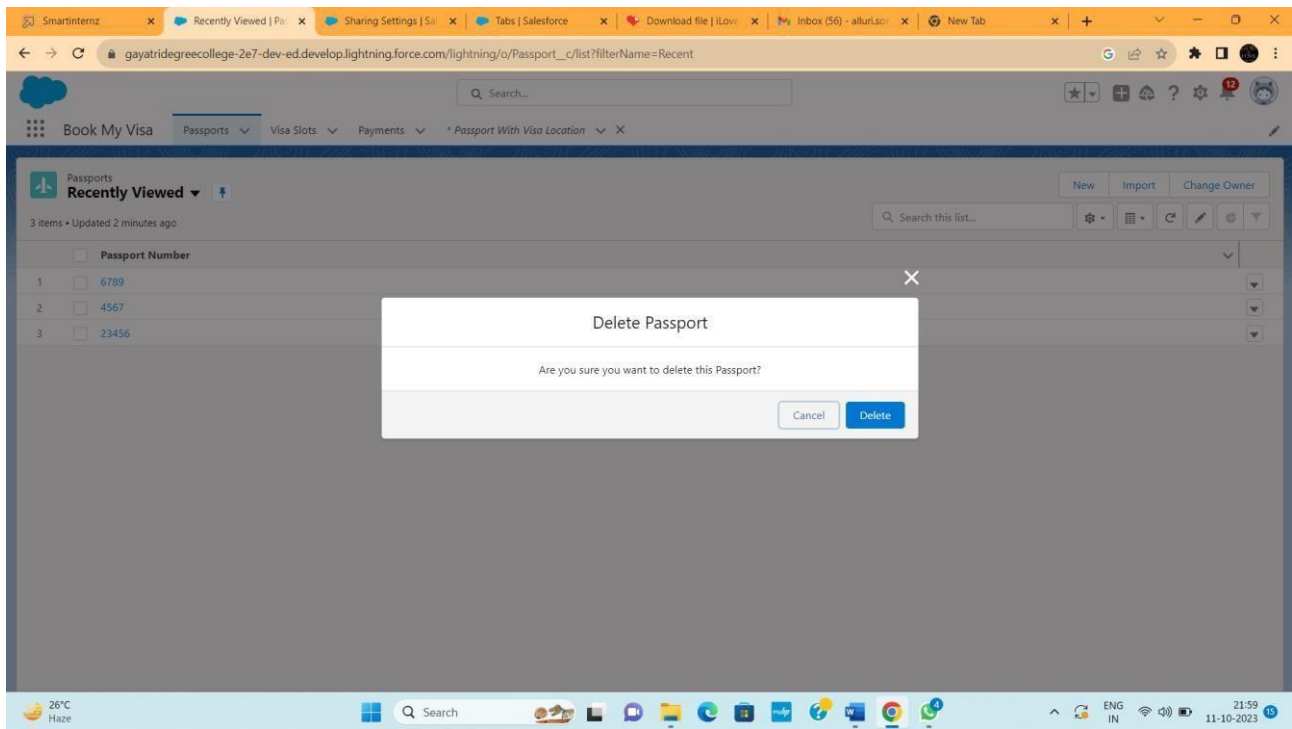 Smartinternz
Recently Viewed | Pa
Sharing Settings | Sal
Tabs | Salesforce
Download file | iLove
Inbox (56) - alluri.son
New Tab
gayatridegreecollege-2e7-dev-ed.develop.lightning.force.com/lightning/o/Passport__c/list?filterName=Recent
Search...
12
Book My Visa
Passports
Visa Slots
Payments
* Passport With Visa Location
Passports
Recently Viewed
New
Import
Change Owner
3 items • Updated 2 minutes ago
Search this list...
Passport Number
1 6789
2 4567
3 23456
Delete Passport
Are you sure you want to delete this Passport?
Cancel
Delete
26°C
Haze
Search
ENG
IN
21:59
11-10-2023
15